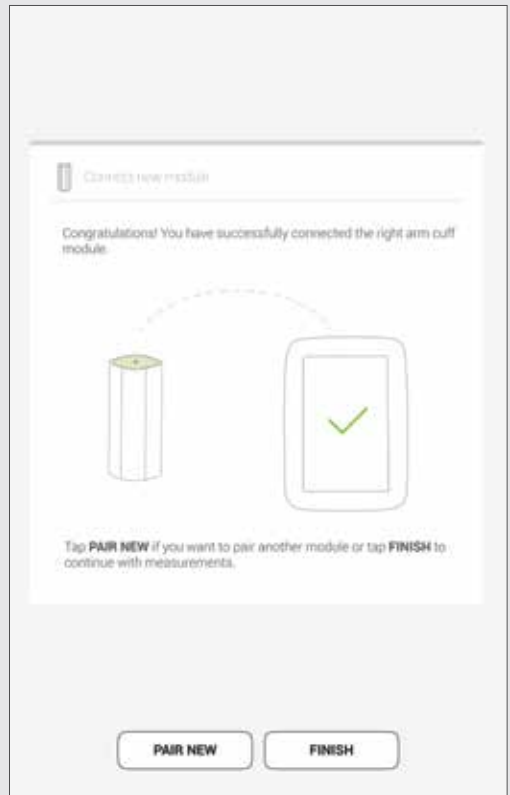 Connect new module
Congratulations! You have successfully connected the right arm cuff
module.
Tap PAIR NEW if you want to pair another module or tap FINISH to
continue with measurements.
PAIR NEW
FINISH